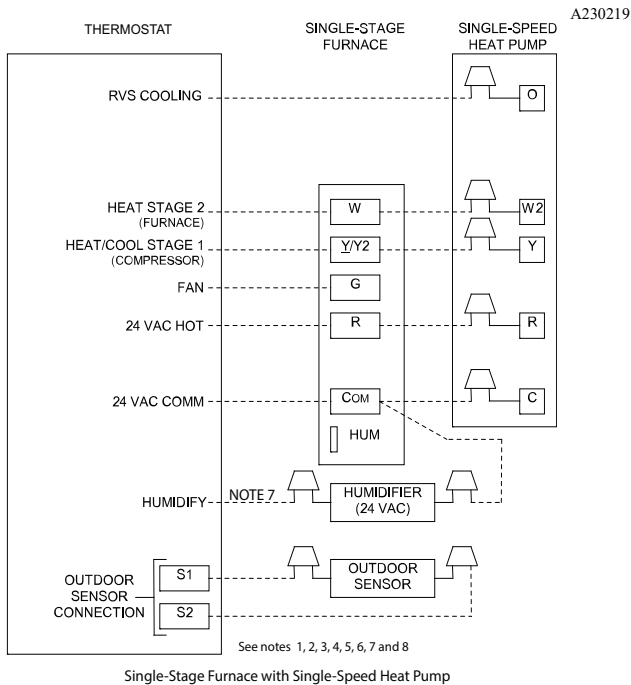 A230219
THERMOSTAT
SINGLE-STAGE
FURNACE
SINGLE-SPEED
HEAT PUMP
RVS COOLING
O
HEAT STAGE 2
(FURNACE)
W
W2
HEAT/COOL STAGE 1
(COMPRESSOR)
Y/Y2
Y
FAN
G
24 VAC HOT
R
R
24 VAC COMM
COM
C
HUM
HUMIDIFY
NOTE 7
HUMIDIFIER
(24 VAC)
OUTDOOR
SENSOR
CONNECTION
S1
S2
OUTDOOR
SENSOR
See notes 1, 2, 3, 4, 5, 6, 7 and 8
Single-Stage Furnace with Single-Speed Heat Pump